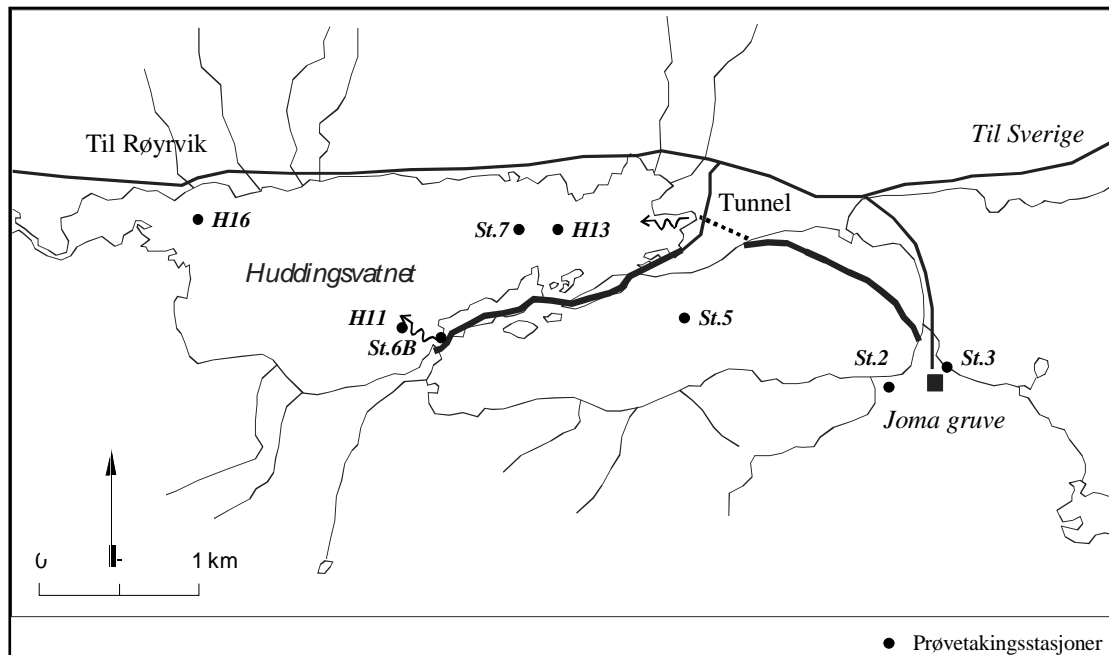 Til Røyrvik
Til Sverige
Tunnel
H16
St.7
H13
Huddingsvatnet
H11
St.6B
St.5
St.2
St.3
Joma gruve
0 1 km
Prøvetakingsstasjoner